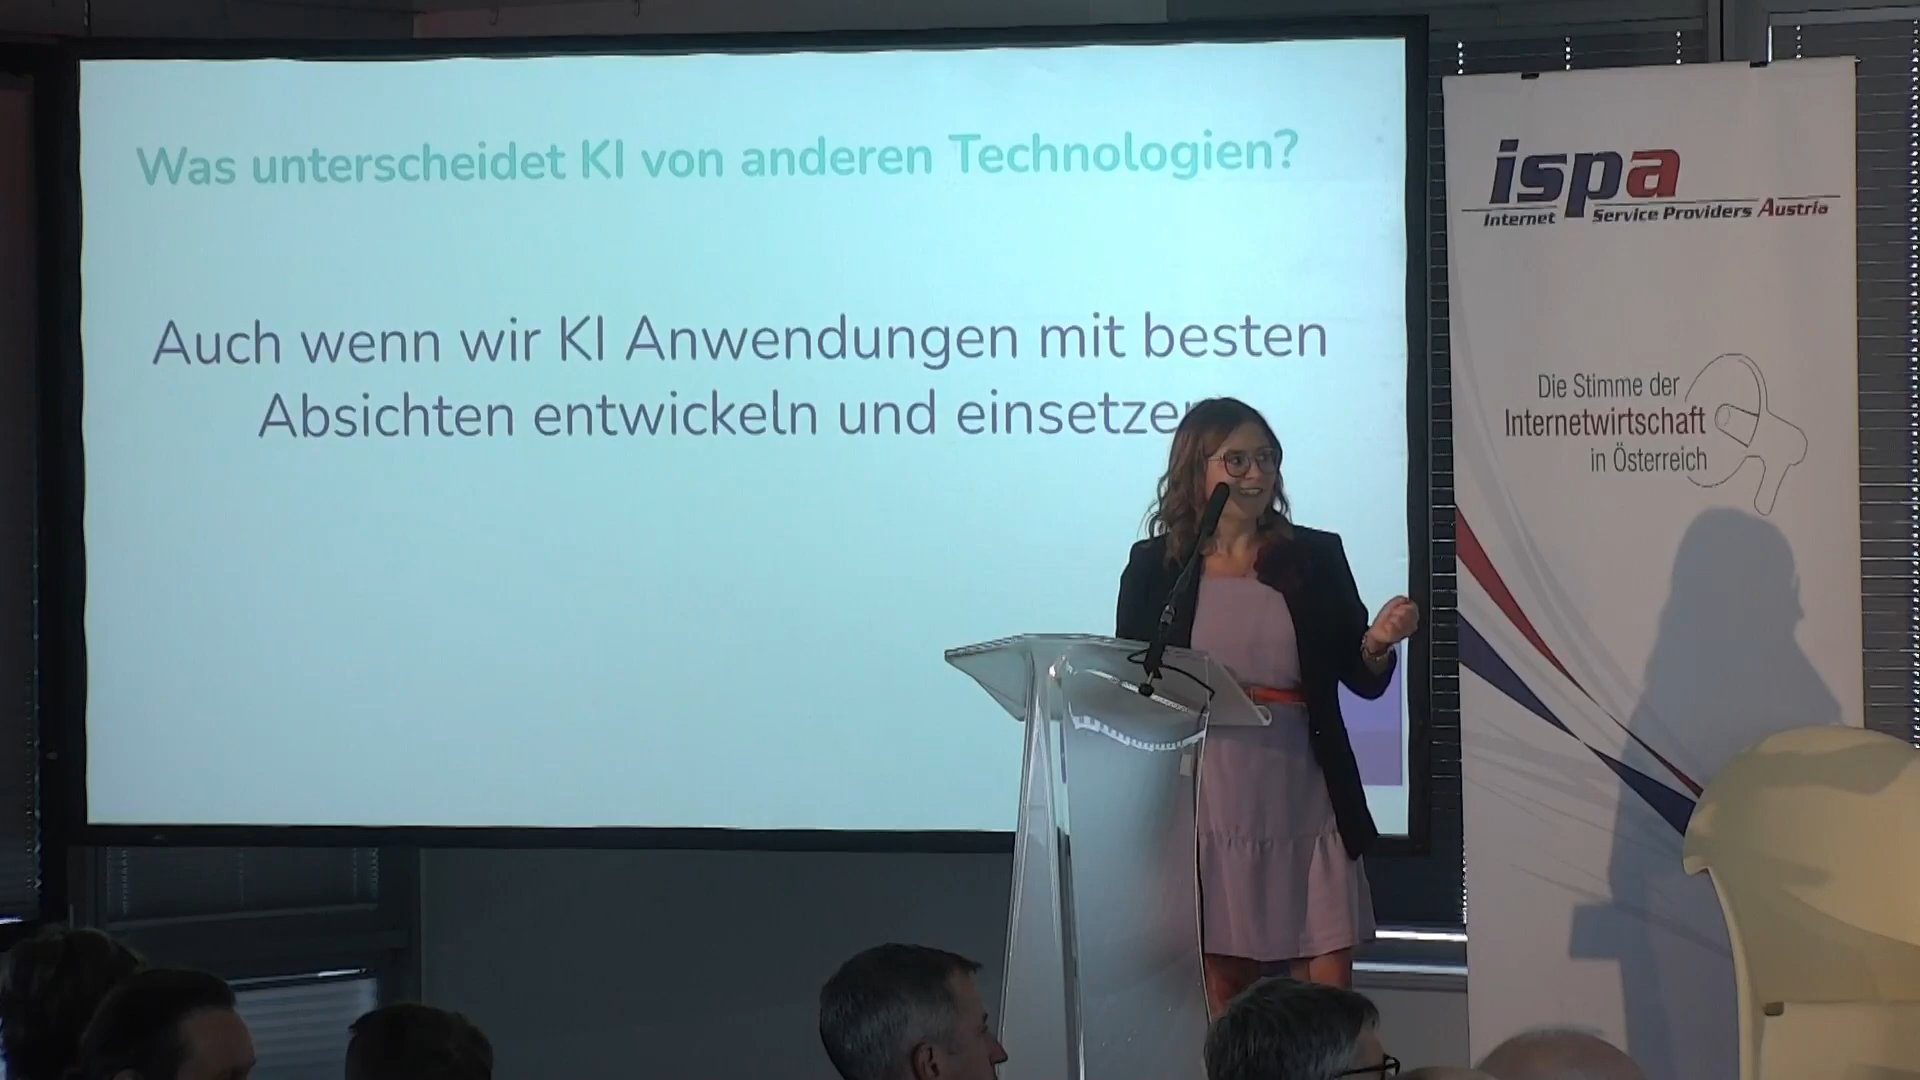 Was unterscheidet KI von anderen Technologien?
Auch wenn wir KI Anwendungen mit besten
Absichten entwickeln und einsetzen
ispa
Internet Service Providers Austria
Die Stimme der
Internetwirtschaft
in Österreich